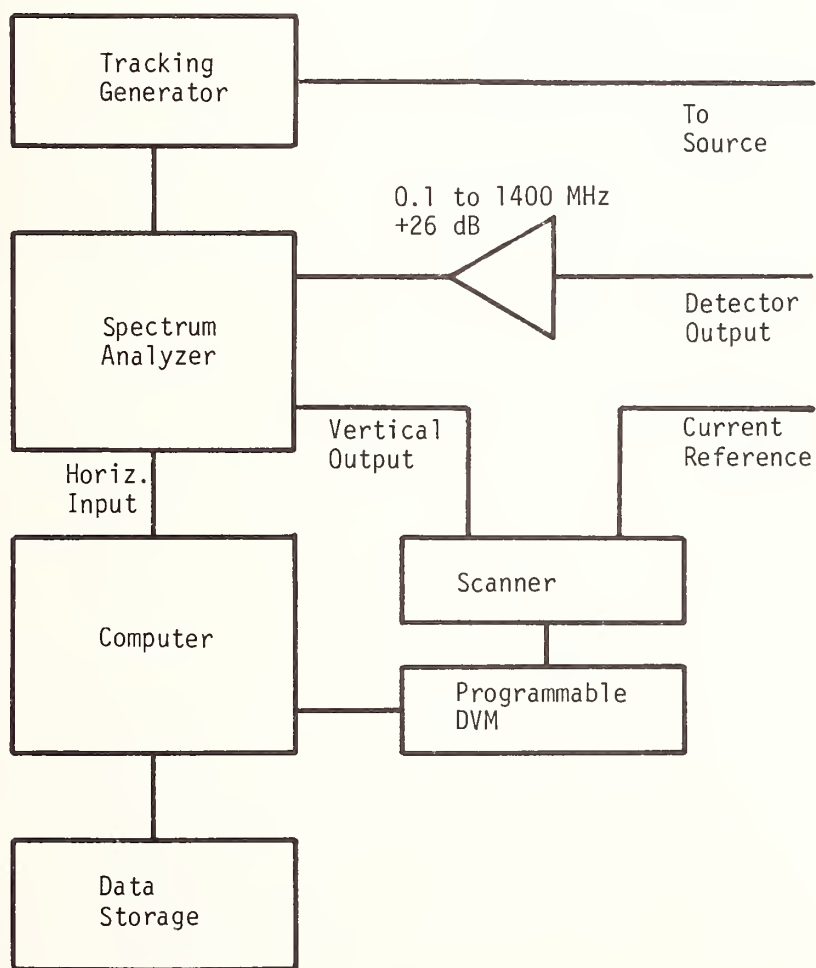 Tracking
Generator
To
Source
0.1 to 1400 MHz
+26 dB
Spectrum
Analyzer
Detector
Output
Vertical
Output
Current
Reference
Horiz.
Input
Scanner
Computer
Programmable
DVM
Data
Storage